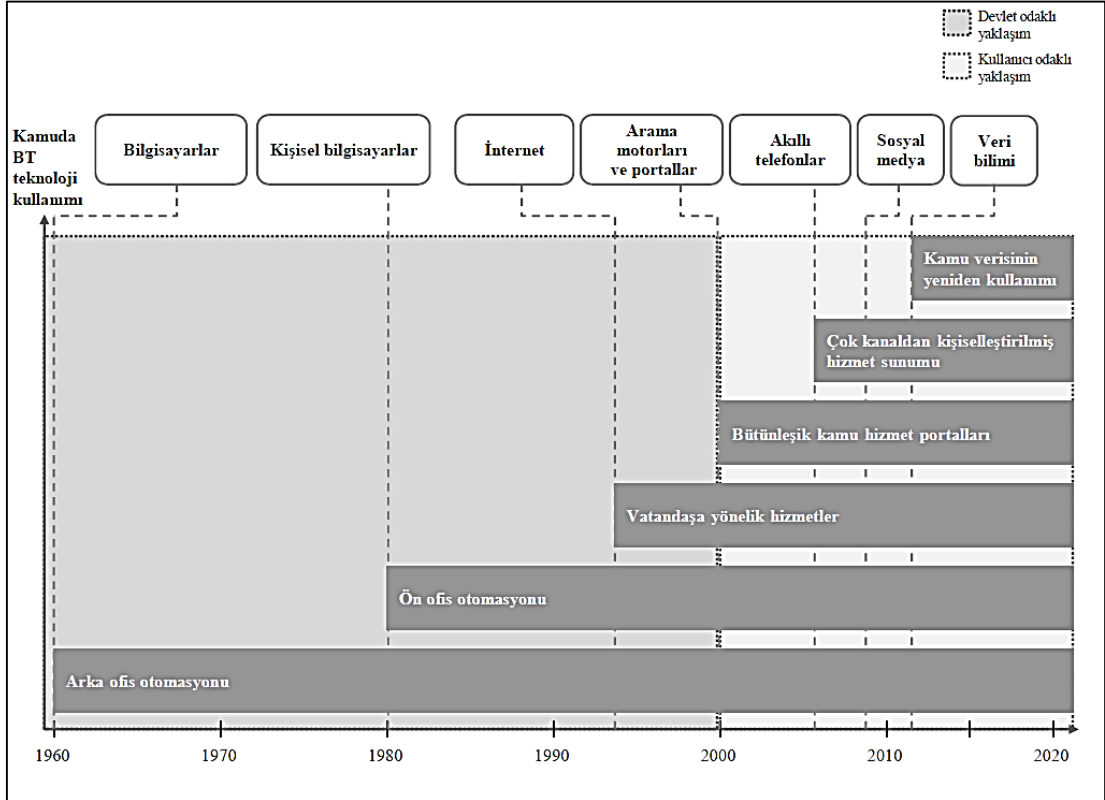 Devlet odaklı
yaklaşım
Kullanıcı odaklı
yaklaşım
Kamuda
BT
teknoloji
kullanımı
Bilgisayarlar
Kişisel bilgisayarlar
İnternet
Arama
motorları
ve portallar
Akıllı
telefonlar
Sosyal
medya
Veri
bilimi
Kamu verisinin
yeniden kullanımı
Çok kanaldan kişiselleştirilmiş
hizmet sunumu
Bütünleşik kamu hizmet portalları
Vatandaşa yönelik hizmetler
Ön ofis otomasyonu
Arka ofis otomasyonu
1960 1970 1980 1990 2000 2010 2020